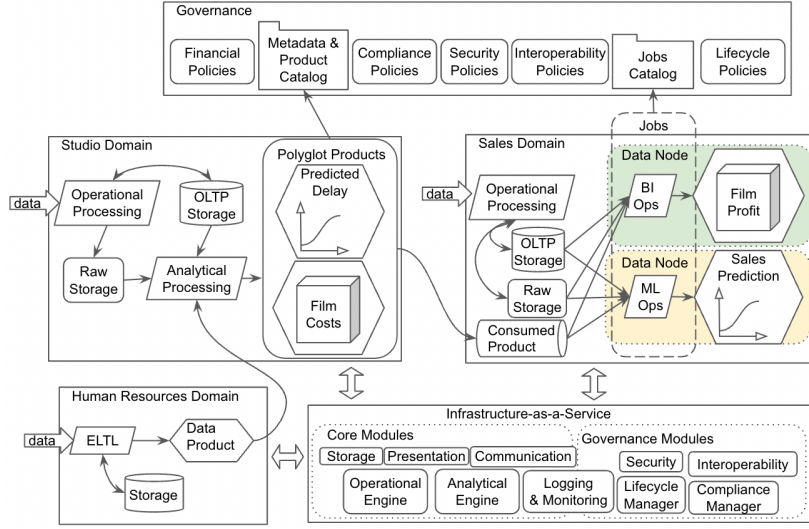 Governance
Financial
Policies
Metadata &
Product
Catalog
Compliance
Policies
Security
Policies
Interoperability
Policies
Jobs
Catalog
Lifecycle
Policies
Studio Domain
data
Operational
Processing
OLTP
Storage
Raw
Storage
Analytical
Processing
Polyglot Products
Predicted
Delay
Film
Costs
Sales Domain
data
Operational
Processing
OLTP
Storage
Raw
Storage
Consumed
Product
Jobs
Data Node
BI
Ops
Film
Profit
Data Node
ML
Ops
Sales
Prediction
Human Resources Domain
data
ELTL
Data
Product
Storage
Infrastructure-as-a-Service
Core Modules
Storage
Presentation
Communication
Operational
Engine
Analytical
Engine
Logging
& Monitoring
Governance Modules
Security
Interoperability
Lifecycle
Manager
Compliance
Manager